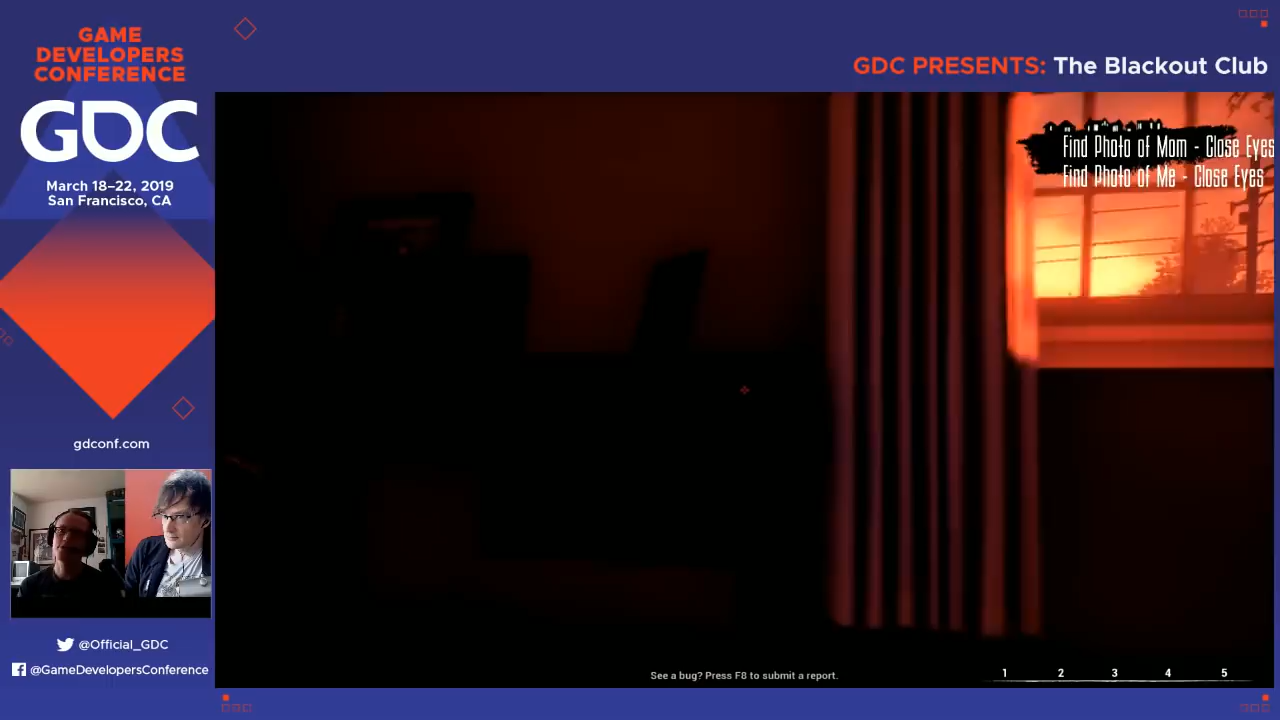 GAME
DEVELOPERS
CONFERENCE
GDC
March 18–22, 2019
San Francisco, CA
gdconf.com
@Official_GDC
@GameDevelopersConference
GDC PRESENTS: The Blackout Club
Find Photo of Mom - Close Eyes
Find Photo of Me - Close Eyes
See a bug? Press F8 to submit a report.
1 2 3 4 5